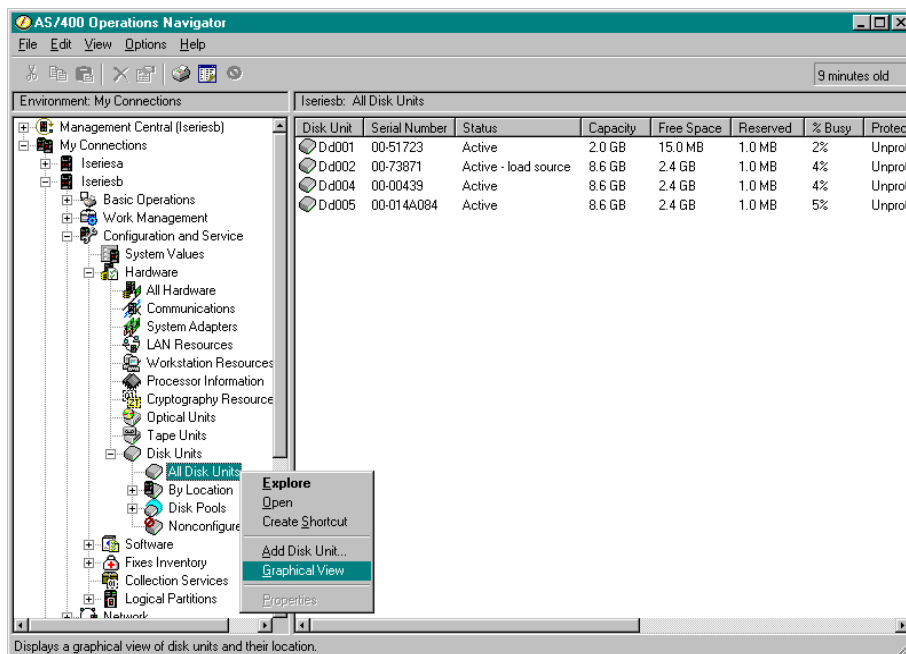 AS/400 Operations Navigator
File Edit View Options Help
9 minutes old
Environment: My Connections
Iseriesb: All Disk Units
Management Central (Iseriesb)
My Connections
Iseriesa
Iseriesb
Basic Operations
Work Management
Configuration and Service
System Values
Hardware
All Hardware
Communications
System Adapters
LAN Resources
Workstation Resources
Processor Information
Cryptography Resource
Optical Units
Tape Units
Disk Units
All Disk Units
By Location
Disk Pools
Nonconfigure
Software
Fixes Inventory
Collection Services
Logical Partitions
Network
Explore
Open
Create Shortcut
Add Disk Unit...
Graphical View
Properties
Disk Unit Serial Number Status Capacity Free Space Reserved % Busy Protec
Dd001 00-51723 Active 2.0 GB 15.0 MB 1.0 MB 2% Unpro
Dd002 00-73871 Active - load source 8.6 GB 2.4 GB 1.0 MB 4% Unpro
Dd004 00-00439 Active 8.6 GB 2.4 GB 1.0 MB 4% Unpro
Dd005 00-014A084 Active 8.6 GB 2.4 GB 1.0 MB 5% Unpro
Displays a graphical view of disk units and their location.